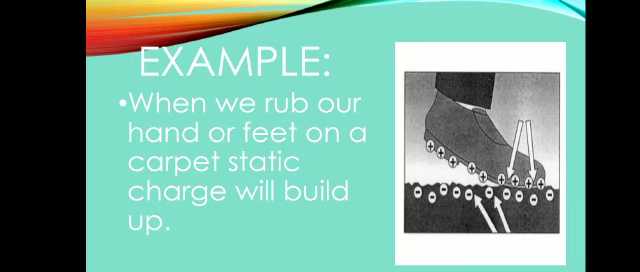 EXAMPLE:
•When we rub our
hand or feet on a
carpet static
charge will build
up.